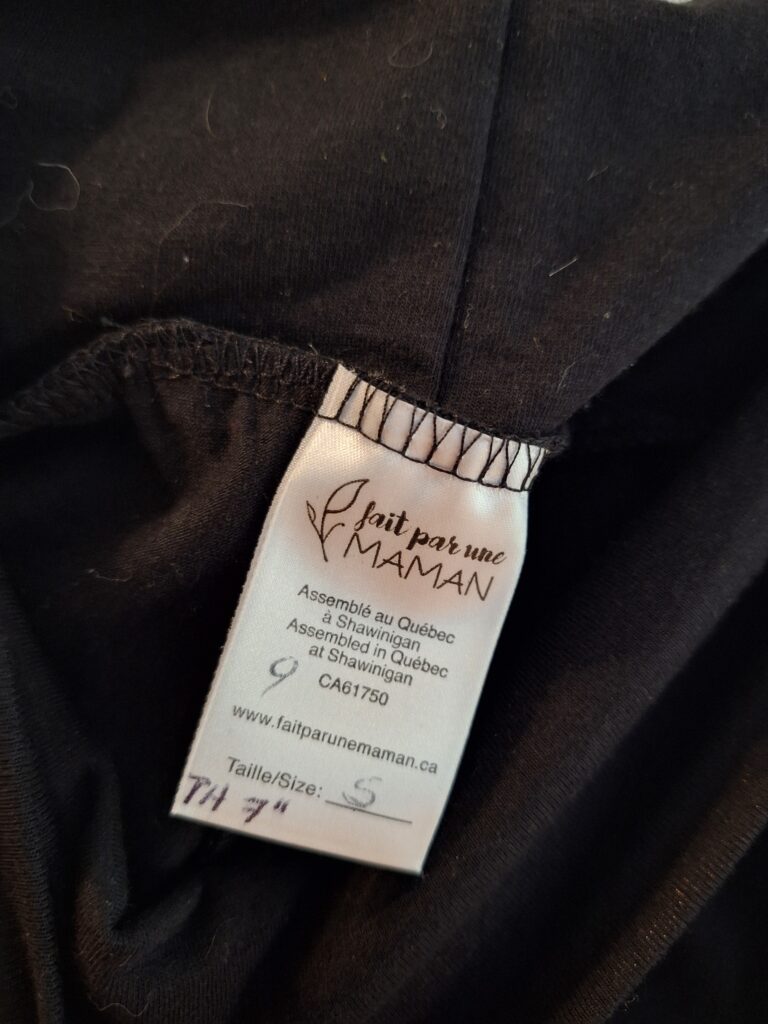 fait par une
MAMAN
Assemblé au Québec
à Shawinigan
Assembled in Québec
at Shawinigan
9 CA61750
www.faitparunemaman.ca
Taille/Size: S
7"